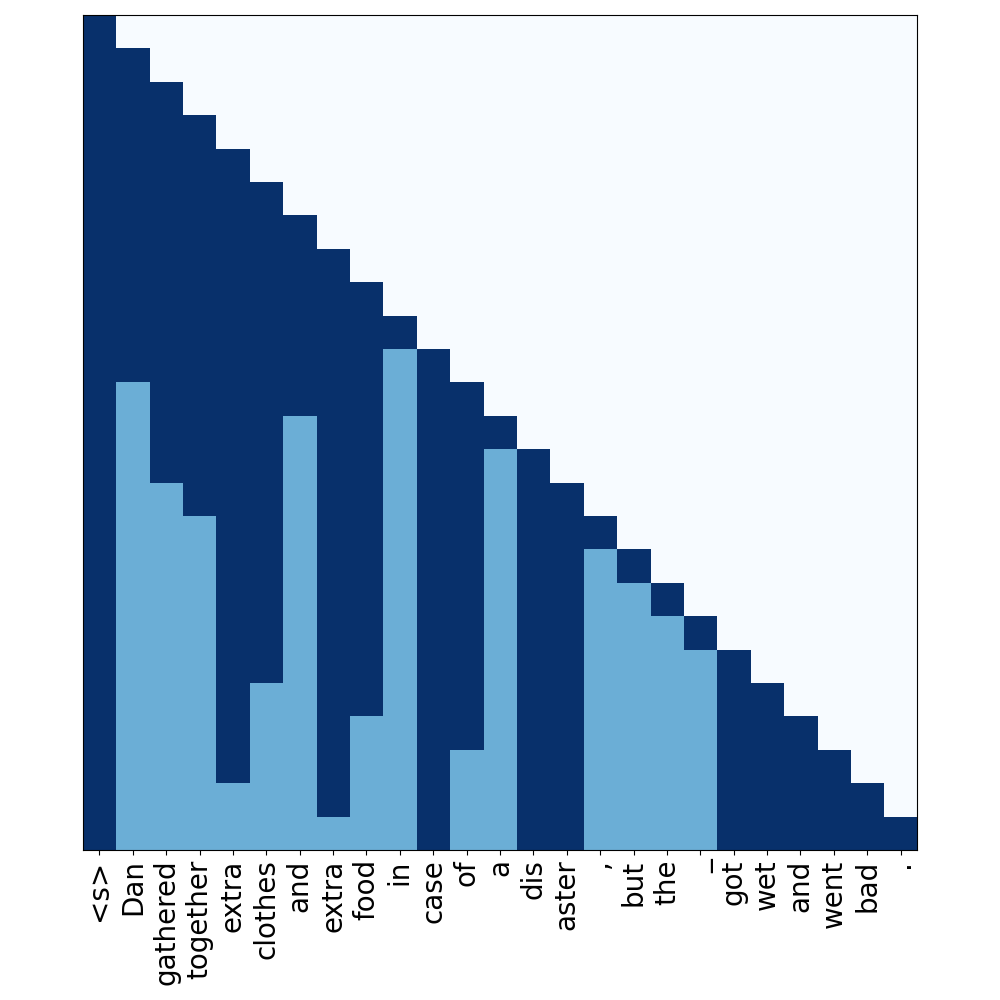 <s>
Dan
gathered
together
extra
clothes
and
extra
food
in
case
of
a
dis
aster
,
but
the
_
got
wet
and
went
bad
.